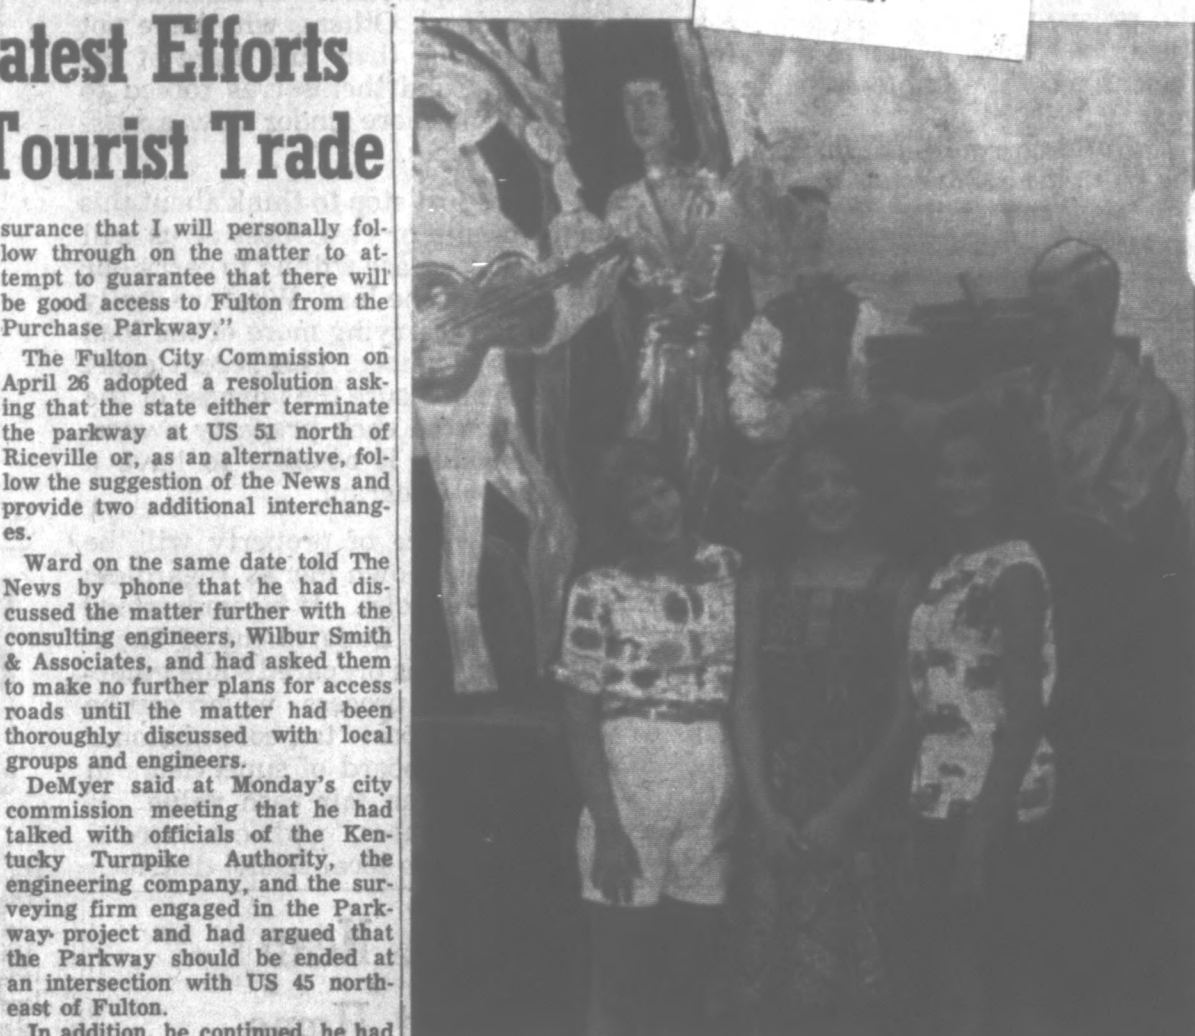 atest Efforts
Tourist Trade
surance that I will personally fol-
low through on the matter to at-
tempt to guarantee that there will
be good access to Fulton from the
Purchase Parkway."
The Fulton City Commission on
April 26 adopted a resolution ask-
ing that the state either terminate
the parkway at US 51 north of
Riceville or, as an alternative, fol-
low the suggestion of the News and
provide two additional interchang-
es.
Ward on the same date told The
News by phone that he had dis-
cussed the matter further with the
consulting engineers, Wilbur Smith
& Associates, and had asked them
to make no further plans for access
roads until the matter had been
thoroughly discussed with local
groups and engineers.
DeMyer said at Monday's city
commission meeting that he had
talked with officials of the Ken-
tucky Turnpike Authority, the
engineering company, and the sur-
veying firm engaged in the Park-
way project and had argued that
the Parkway should be ended at
an intersection with US 45 north-
east of Fulton.
In addition, he continued, he had